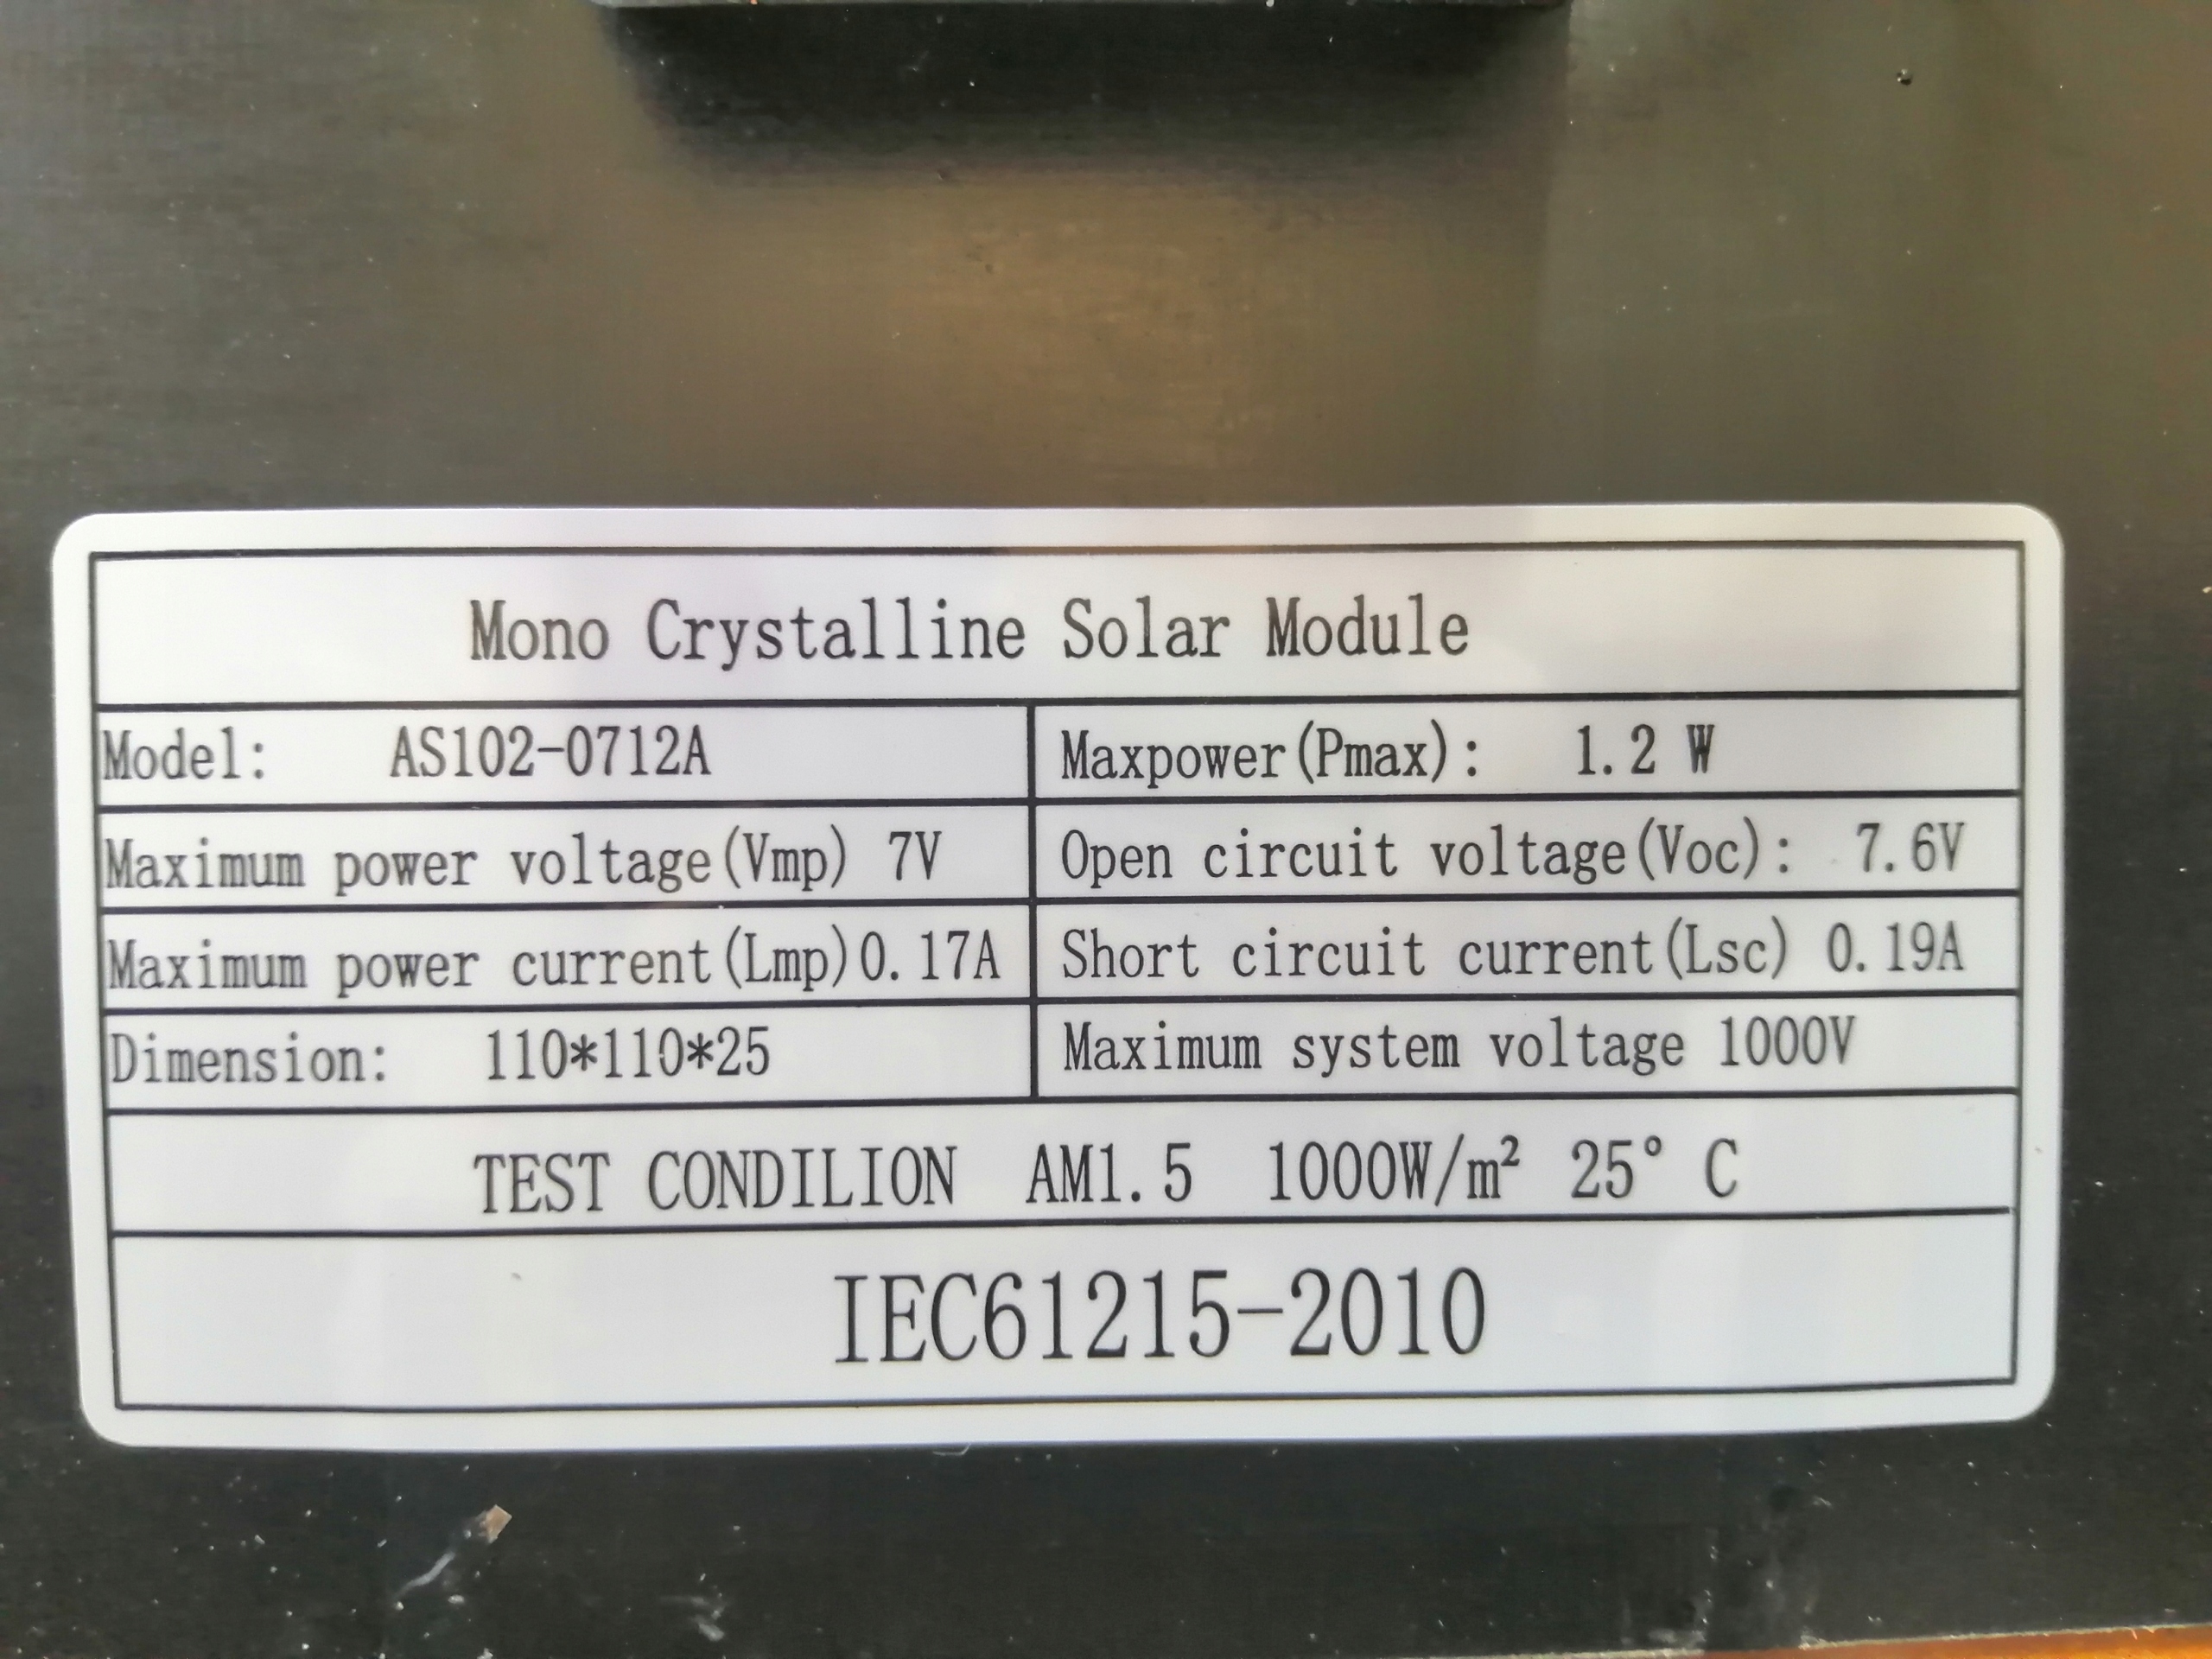 Mono Crystalline Solar Module
Model: AS102-0712A Maxpower(Pmax): 1.2 W
Maximum power voltage(Vmp) 7V Open circuit voltage(Voc): 7.6V
Maximum power current(Lmp)0.17A Short circuit current(Lsc) 0.19A
Dimension: 110*110*25 Maximum system voltage 1000V
TEST CONDILION AM1.5 1000W/m² 25° C
IEC61215-2010